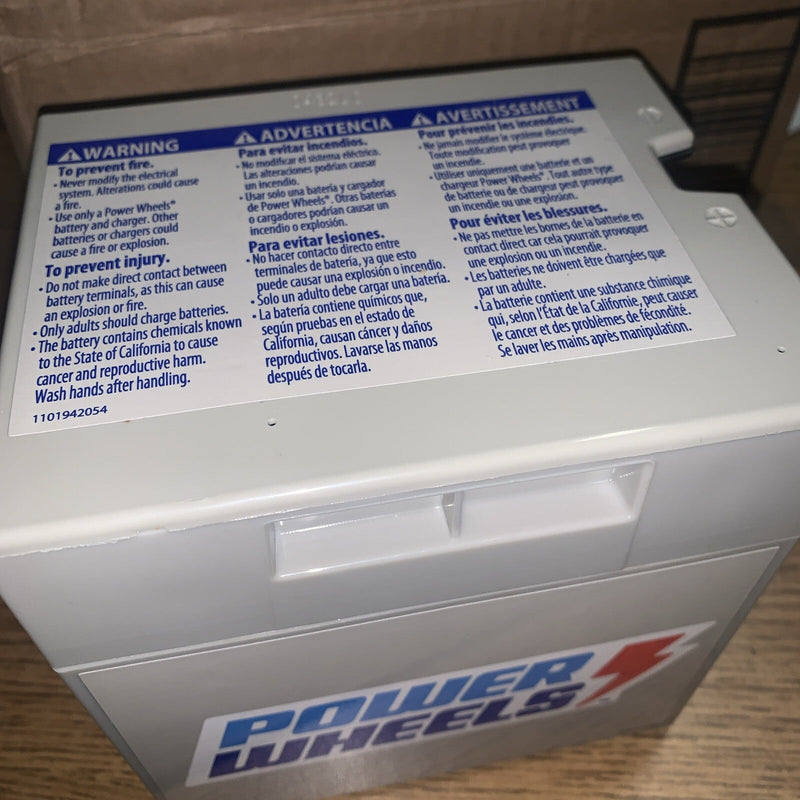 WARNING
To prevent fire.
• Never modify the electrical
system. Alterations could cause
a fire.
• Use only a Power Wheels®
battery and charger. Other
batteries or chargers could
cause a fire or explosion.
To prevent injury.
• Do not make direct contact between
battery terminals, as this can cause
an explosion or fire.
• Only adults should charge batteries.
• The battery contains chemicals known
to the State of California to cause
cancer and reproductive harm.
Wash hands after handling.
1101942054
ADVERTENCIA
Para evitar incendios.
• No modificar el sistema eléctrico.
Las alteraciones podrían causar
un incendio.
• Usar solo una batería y cargador
de Power Wheels®. Otras baterías
o cargadores podrían causar un
incendio o explosión.
Para evitar lesiones.
• No hacer contacto directo entre
terminales de batería, ya que esto
puede causar una explosión o incendio.
• Solo un adulto debe cargar una batería.
• La batería contiene químicos que,
según pruebas en el estado de
California, causan cáncer y daños
reproductivos. Lavarse las manos
después de tocarla.
AVERTISSEMENT
Pour prévenir les incendies.
• Ne jamais modifier le système électrique.
Toute modification peut provoquer
un incendie.
• Utiliser uniquement une batterie et un
chargeur Power Wheels®. Tout autre type
de batterie ou de chargeur peut provoquer
un incendie ou une explosion.
Pour éviter les blessures.
• Ne pas mettre les bornes de la batterie en
contact direct car cela pourrait provoquer
une explosion ou un incendie.
• Les batteries ne doivent être chargées que
par un adulte.
• La batterie contient une substance chimique
qui, selon l'État de la Californie, peut causer
le cancer et des problèmes de fécondité.
Se laver les mains après manipulation.
POWER
WHEELS